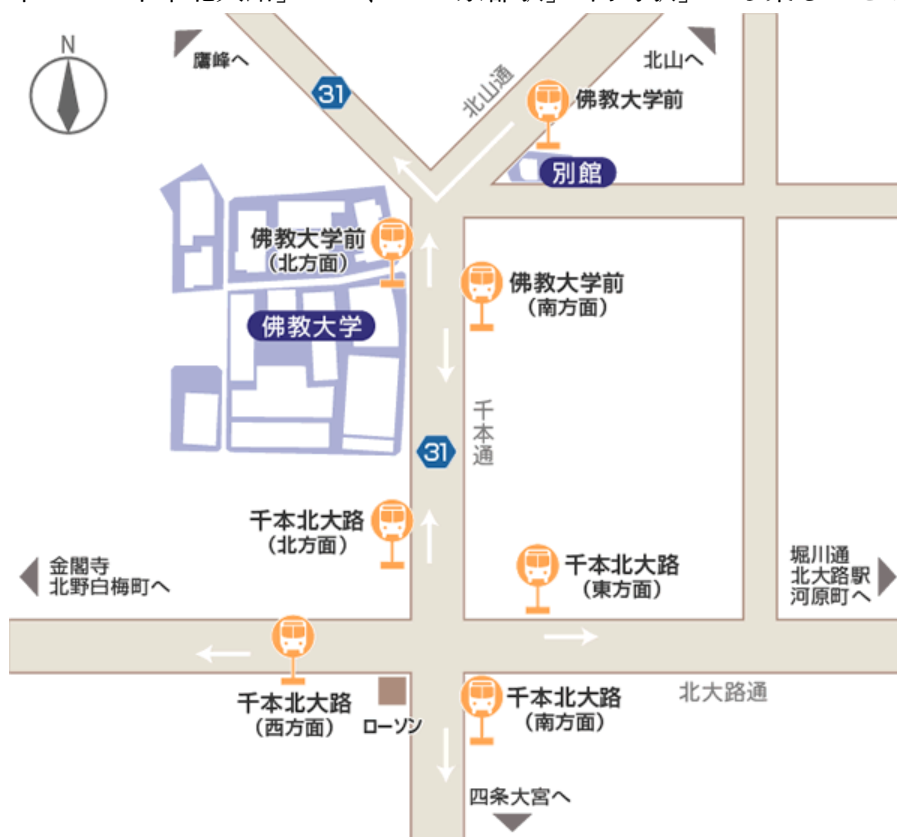 N
鷹峰へ
31
北山通
北山へ
佛教大学前
別館
佛教大学前
(北方面)
佛教大学前
(南方面)
佛教大学
千本通
31
千本北大路
(北方面)
金閣寺
北野白梅町へ
千本北大路
(東方面)
堀川通
北大路駅
河原町へ
千本北大路
(西方面)
ローソン
千本北大路
(南方面)
北大路通
四条大宮へ